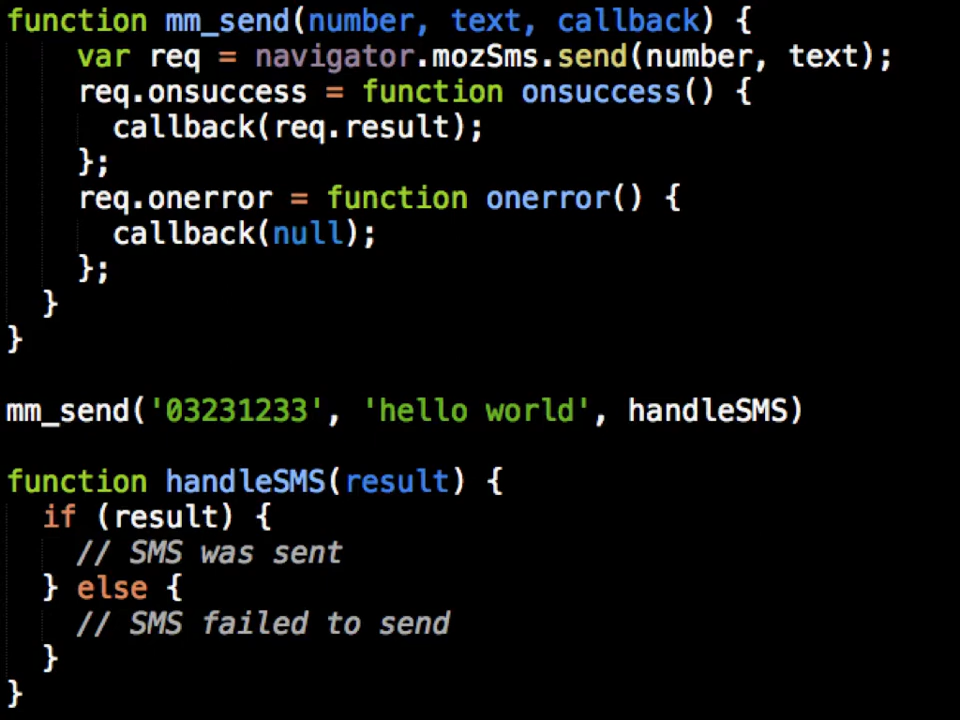 function mm_send(number, text, callback) {
    var req = navigator.mozSms.send(number, text);
    req.onsuccess = function onsuccess() {
      callback(req.result);
    };
    req.onerror = function onerror() {
      callback(null);
    };
  }
}

mm_send('03231233', 'hello world', handleSMS)

function handleSMS(result) {
  if (result) {
    // SMS was sent
  } else {
    // SMS failed to send
  }
}